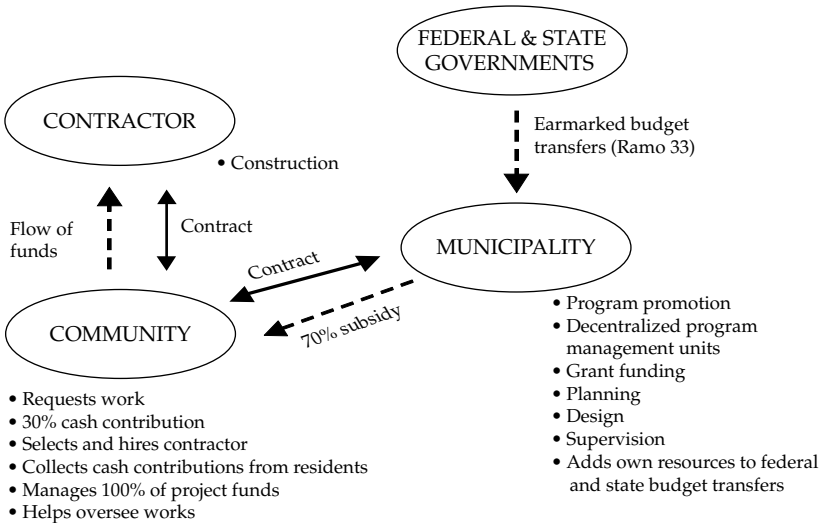 FEDERAL & STATE
GOVERNMENTS
Earmarked budget
transfers (Ramo 33)
CONTRACTOR
• Construction
Flow of
funds
Contract
MUNICIPALITY
Contract
70% subsidy
COMMUNITY
• Requests work
• 30% cash contribution
• Selects and hires contractor
• Collects cash contributions from residents
• Manages 100% of project funds
• Helps oversee works
• Program promotion
• Decentralized program
management units
• Grant funding
• Planning
• Design
• Supervision
• Adds own resources to federal
and state budget transfers